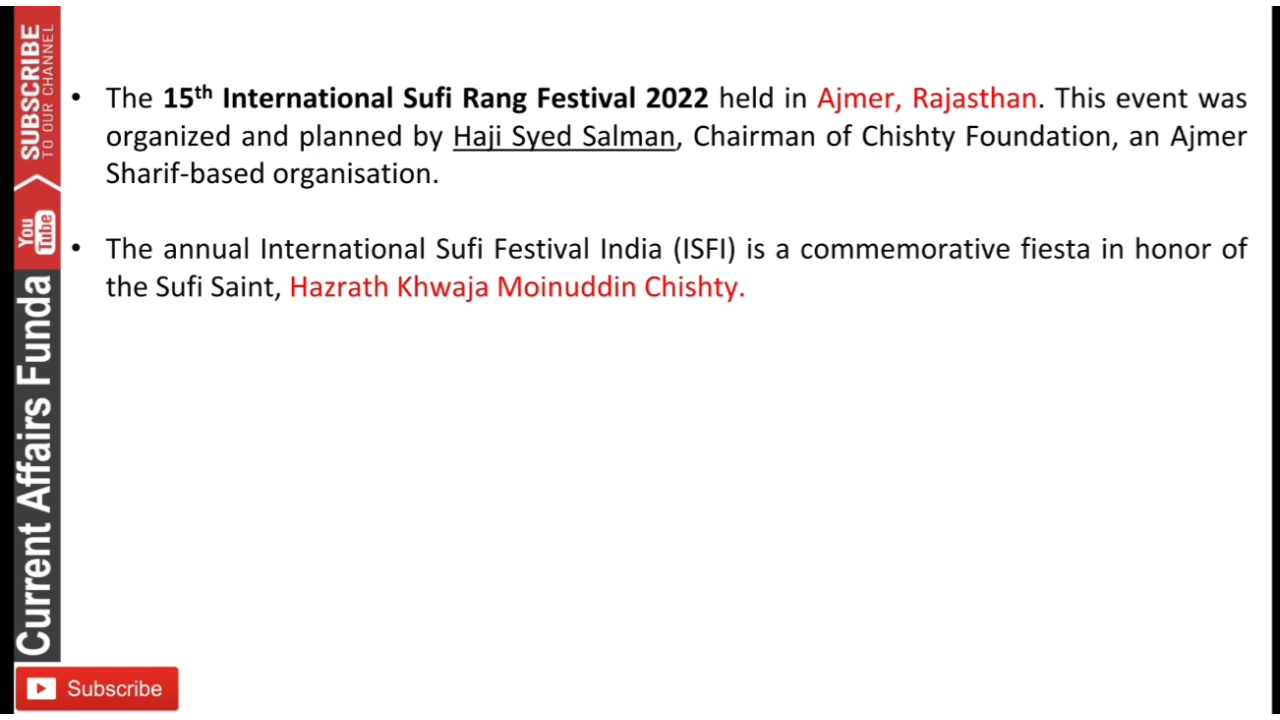 • The 15th International Sufi Rang Festival 2022 held in Ajmer, Rajasthan. This event was
organized and planned by Haji Syed Salman, Chairman of Chishty Foundation, an Ajmer
Sharif-based organisation.
• The annual International Sufi Festival India (ISFI) is a commemorative fiesta in honor of
the Sufi Saint, Hazrath Khwaja Moinuddin Chishty.
SUBSCRIBE
TO OUR CHANNEL
You
Tube
Current Affairs Funda
Subscribe